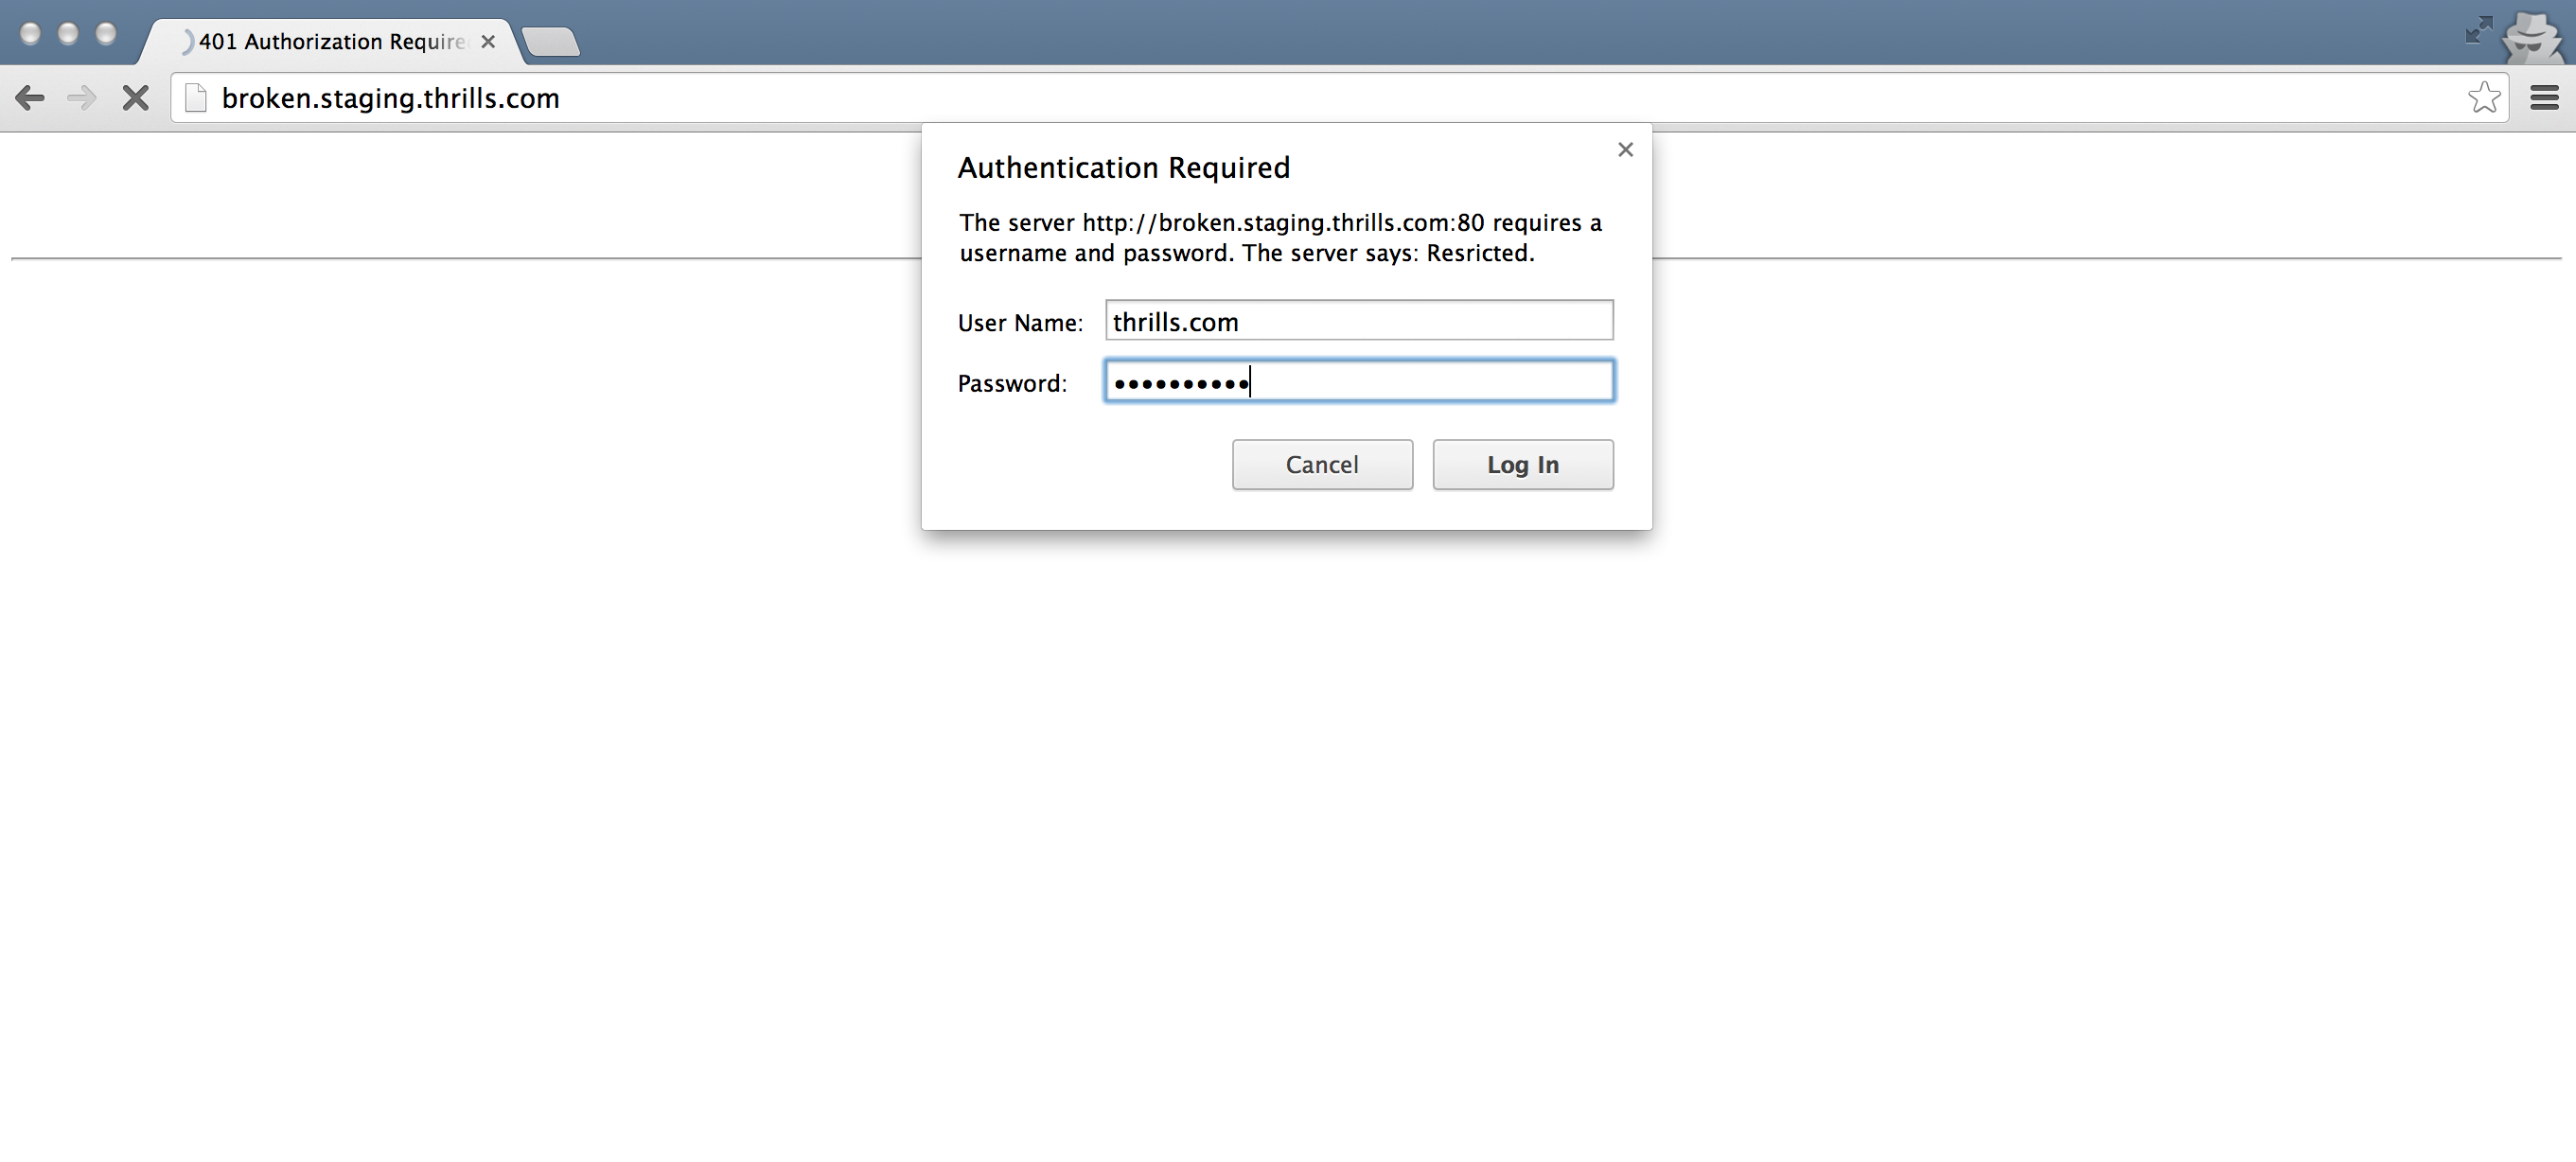 401 Authorization Require
broken.staging.thrills.com
Authentication Required
The server http://broken.staging.thrills.com:80 requires a
username and password. The server says: Resricted.
User Name: thrills.com
Password: ••••••••••
Cancel Log In